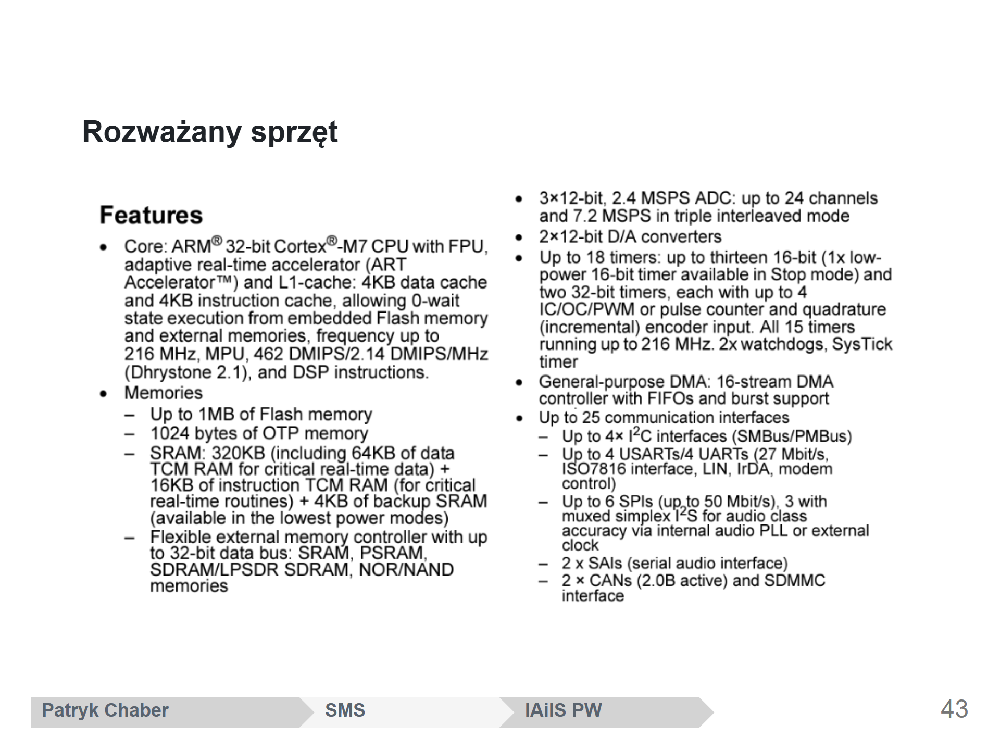 Rozważany sprzęt
Features
• Core: ARM® 32-bit Cortex®-M7 CPU with FPU,
adaptive real-time accelerator (ART
Accelerator™) and L1-cache: 4KB data cache
and 4KB instruction cache, allowing 0-wait
state execution from embedded Flash memory
and external memories, frequency up to
216 MHz, MPU, 462 DMIPS/2.14 DMIPS/MHz
(Dhrystone 2.1), and DSP instructions.
• Memories
– Up to 1MB of Flash memory
– 1024 bytes of OTP memory
– SRAM: 320KB (including 64KB of data
TCM RAM for critical real-time data) +
16KB of instruction TCM RAM (for critical
real-time routines) + 4KB of backup SRAM
(available in the lowest power modes)
– Flexible external memory controller with up
to 32-bit data bus: SRAM, PSRAM,
SDRAM/LPSDR SDRAM, NOR/NAND
memories
• 3×12-bit, 2.4 MSPS ADC: up to 24 channels
and 7.2 MSPS in triple interleaved mode
• 2×12-bit D/A converters
• Up to 18 timers: up to thirteen 16-bit (1x low-
power 16-bit timer available in Stop mode) and
two 32-bit timers, each with up to 4
IC/OC/PWM or pulse counter and quadrature
(incremental) encoder input. All 15 timers
running up to 216 MHz. 2x watchdogs, SysTick
timer
• General-purpose DMA: 16-stream DMA
controller with FIFOs and burst support
• Up to 25 communication interfaces
– Up to 4× I²C interfaces (SMBus/PMBus)
– Up to 4 USARTs/4 UARTs (27 Mbit/s,
ISO7816 interface, LIN, IrDA, modem
control)
– Up to 6 SPIs (up to 50 Mbit/s), 3 with
muxed simplex I²S for audio class
accuracy via internal audio PLL or external
clock
– 2 x SAIs (serial audio interface)
– 2 × CANs (2.0B active) and SDMMC
interface
Patryk Chaber
SMS
IAiIS PW
43